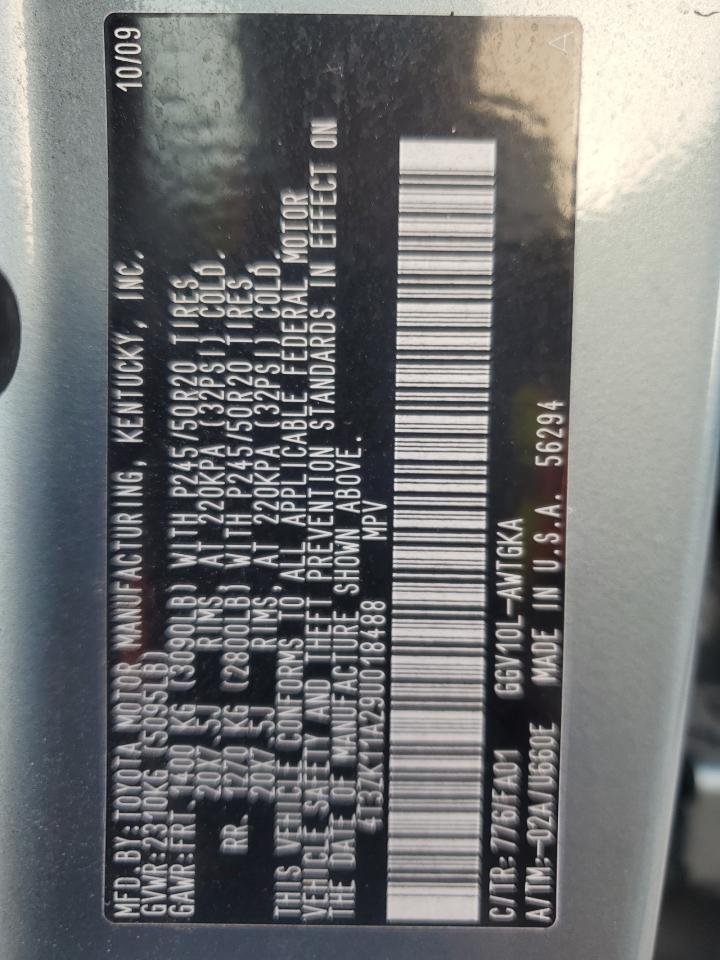 MFD.BY:TOYOTA MOTOR MANUFACTURING, KENTUCKY, INC. 10/09
GVWR:2310KG (5095LB)
GAWR:FRT. 1400 KG (3090LB) WITH P245/50R20 TIRES,
20X7.5J RIMS, AT 220KPA (32PSI) COLD.
RR. 1270 KG (2800LB) WITH P245/50R20 TIRES,
20X7.5J RIMS, AT 220KPA (32PSI) COLD.
THIS VEHICLE CONFORMS TO ALL APPLICABLE FEDERAL MOTOR
VEHICLE SAFETY AND THEFT PREVENTION STANDARDS IN EFFECT ON
THE DATE OF MANUFACTURE SHOWN ABOVE.
4T3ZK11A29U018488 MPV
C/TR:776/FA01 GGV10L-AWTGKA
A/TM:-02A/U660E MADE IN U.S.A. 56294
A